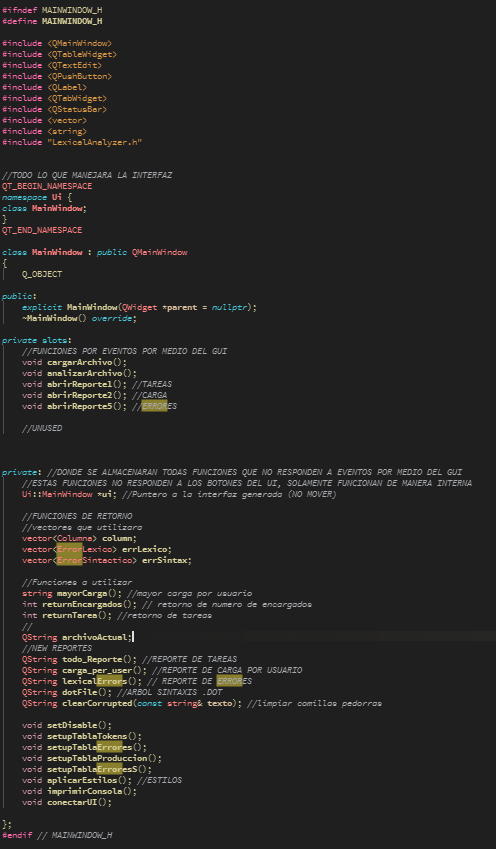 #ifndef MAINWINDOW_H
#define MAINWINDOW_H
#include <QMainWindow>
#include <QTableWidget>
#include <QTextEdit>
#include <QPushButton>
#include <QLabel>
#include <QTabWidget>
#include <QStatusBar>
#include <vector>
#include <string>
#include "LexicalAnalyzer.h"
//TODO LO QUE MANEJARA LA INTERFAZ
QT_BEGIN_NAMESPACE
namespace Ui {
class MainWindow;
}
QT_END_NAMESPACE
class MainWindow : public QMainWindow
{
Q_OBJECT
public:
explicit MainWindow(QWidget *parent = nullptr);
~MainWindow() override;
private slots:
//FUNCIONES POR EVENTOS POR MEDIO DEL GUI
void cargarArchivo();
void analizarArchivo();
void abrirReporte1(); //TAREAS
void abrirReporte2(); //CARGA
void abrirReporte5(); //ERRORES
//UNUSED
private: //DONDE SE ALMACENARAN TODAS FUNCIONES QUE NO RESPONDEN A EVENTOS POR MEDIO DEL GUI
//ESTAS FUNCIONES NO RESPONDEN A LOS BOTONES DEL UI, SOLAMENTE FUNCIONAN DE MANERA INTERNA
Ui::MainWindow *ui; //Puntero a la interfaz generada (NO MOVER)
//FUNCIONES DE RETORNO
//vectores que utilizara
vector<Columna> column;
vector<ErrorLexico> errLexico;
vector<ErrorSintactico> errSintax;
//Funciones a utilizar
string mayorCarga(); //mayor carga por usuario
int returnEncargados(); // retorno de numero de encargados
int returnTarea(); //retorno de tareas
//
QString archivoActual;
//NEW REPORTES
QString todo_Reporte(); //REPORTE DE TAREAS
QString carga_per_user(); //REPORTE DE CARGA POR USUARIO
QString lexicalErrors(); // REPORTE DE ERRORES
QString dotFile(); //ARBOL SINTAXIS .DOT
QString clearCorrupted(const string& texto); //limpiar comillas pedorras
void setDisable();
void setupTablaTokens();
void setupTablaErrores();
void setupTablaProduccion();
void setupTablaErroresS();
void aplicarEstilos(); //ESTILOS
void imprimirConsola();
void conectarUI();
};
#endif // MAINWINDOW_H